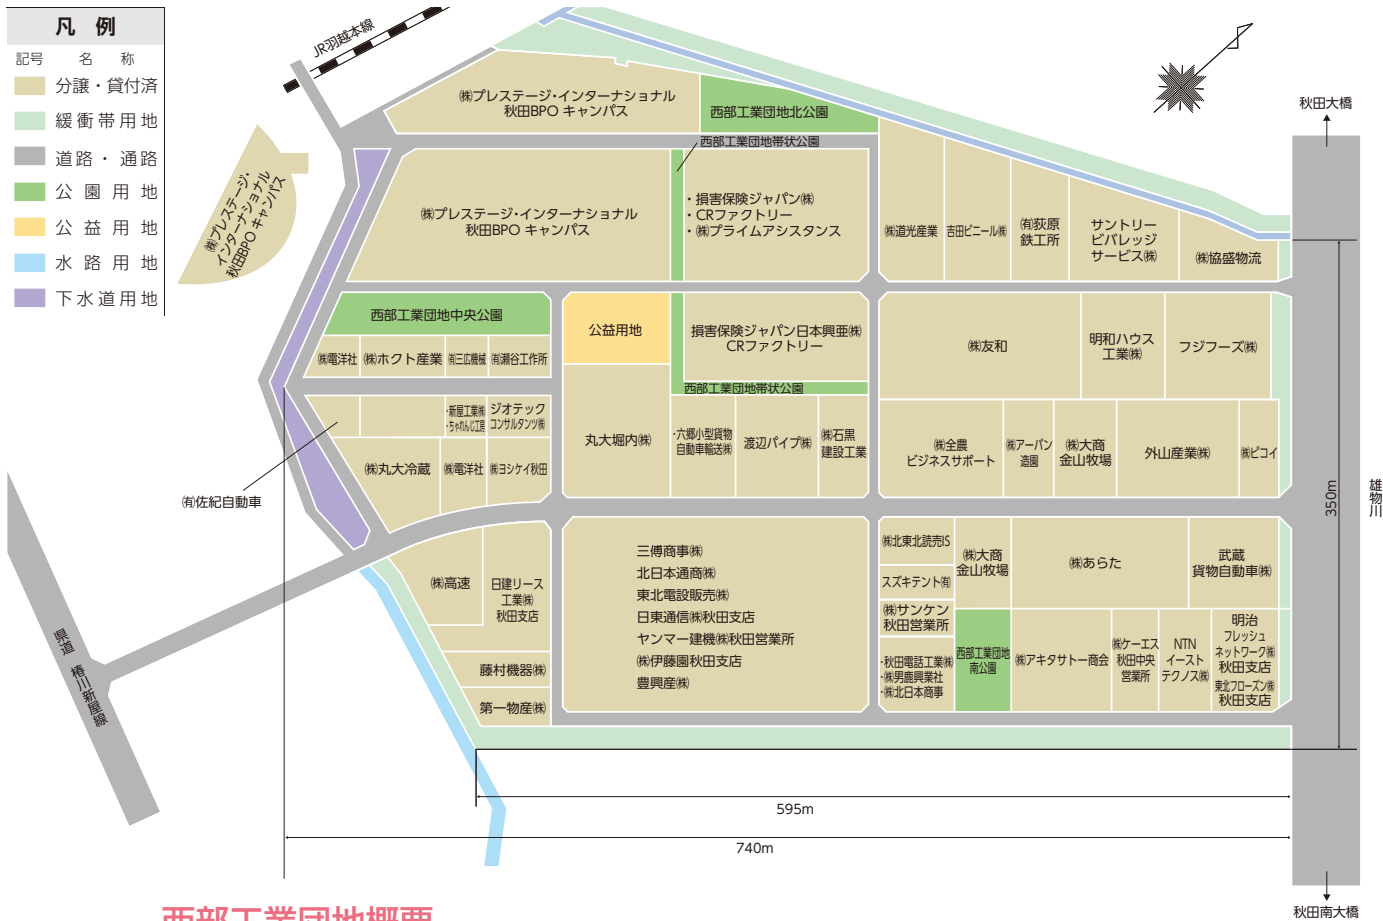 凡 例
記号 名 称
分譲・貸付済
緩衝帯用地
道路・通路
公園用地
公益用地
水路用地
下水道用地
JR羽越本線
㈱プレステージ・インターナショナル
秋田BPO キャンパス
西部工業団地北公園
西部工業団地帯状公園
㈱プレステージ・
インターナショナル
秋田BPO キャンパス
㈱プレステージ・インターナショナル
秋田BPO キャンパス
・損害保険ジャパン㈱
・CRファクトリー
・㈱プライムアシスタンス
㈱道光産業
吉田ビニール㈱
㈲荻原
鉄工所
サントリー
ビバレッジ
サービス㈱
㈱協盛物流
秋田大橋
西部工業団地中央公園
㈱電洋社
㈱ホクト産業
㈲三広機械
㈲瀬谷工作所
公益用地
損害保険ジャパン日本興亜㈱
CRファクトリー
西部工業団地帯状公園
㈱友和
明和ハウス
工業㈱
フジフーズ㈱
・新屋工業㈱
・ちゃれんじ工房
ジオテック
コンサルタンツ㈱
丸大堀内㈱
・六郷小型貨物
自動車輸送㈱
渡辺パイプ㈱
㈱石黒
建設工業
㈱全農
ビジネスサポート
㈱アーバン
造園
㈱大商
金山牧場
外山産業㈱
㈱ピコイ
㈱丸大冷蔵
㈱電洋社
㈱ヨシケイ秋田
㈲佐紀自動車
350m
雄物川
㈱高速
日建リース
工業㈱
秋田支店
藤村機器㈱
第一物産㈱
三傅商事㈱
北日本通商㈱
東北電設販売㈱
日東通信㈱秋田支店
ヤンマー建機㈱秋田営業所
㈱伊藤園秋田支店
豊興産㈱
㈱北東北読売IS
スズキテント㈲
㈱サンケン
秋田営業所
・秋田電話工業㈱
・㈱男鹿興業社
・㈱北日本商事
㈱大商
金山牧場
西部工業団地
南公園
㈱あらた
武蔵
貨物自動車㈱
㈱アキタサトー商会
㈱ケーエス
秋田中央
営業所
NTN
イースト
テクノス㈱
明治
フレッシュ
ネットワーク㈱
秋田支店
東北フローズン㈱
秋田支店
県道 椿川新屋線
595m
740m
秋田南大橋
西部工業団地概要